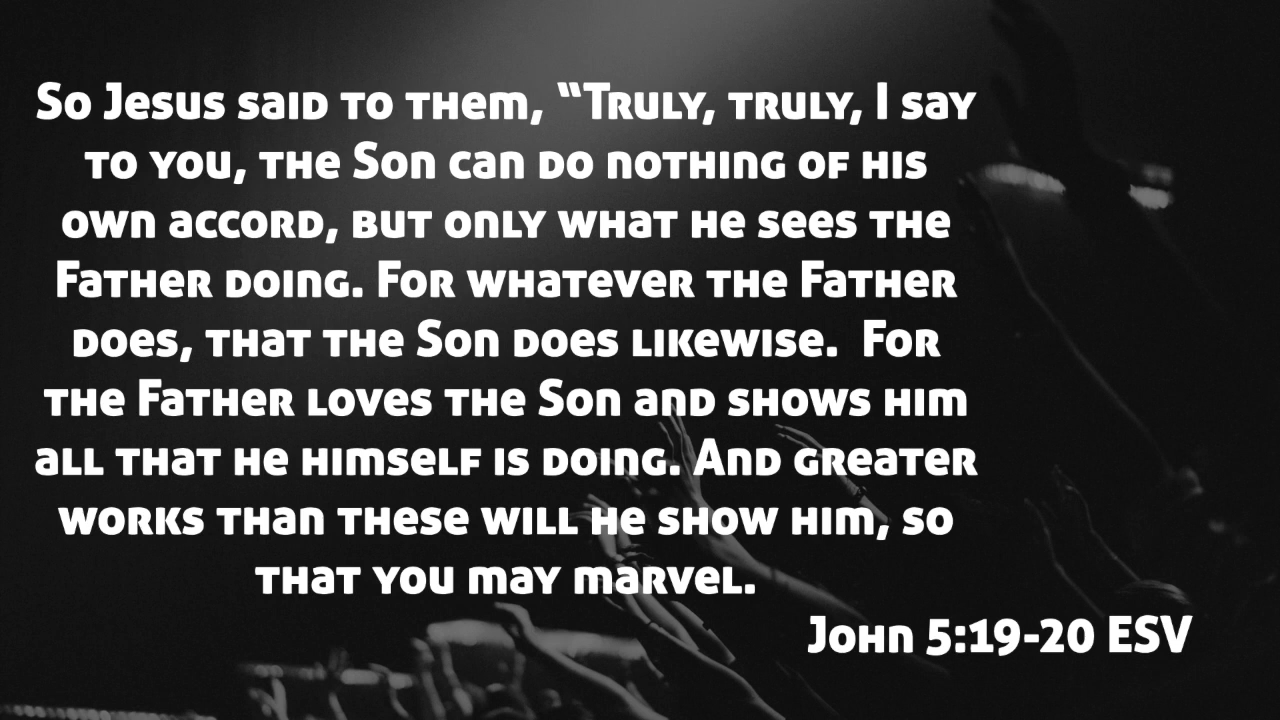 So Jesus said to them, “Truly, truly, I say
to you, the Son can do nothing of his
own accord, but only what he sees the
Father doing. For whatever the Father
does, that the Son does likewise.  For
the Father loves the Son and shows him
all that he himself is doing. And greater
works than these will he show him, so
that you may marvel.
John 5:19-20 ESV